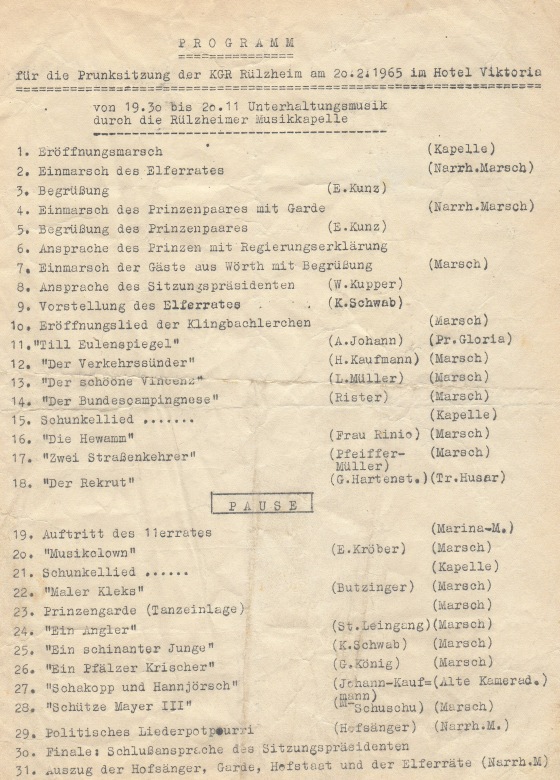 PROGRAMM
für die Prunksitzung der KGR Rülzheim am 2o.2.1965 im Hotel Viktoria
von 19.3o bis 2o.11 Unterhaltungsmusik
durch die Rülzheimer Musikkapelle
1. Eröffnungsmarsch (Kapelle)
2. Einmarsch des Elferrates (Narrh.Marsch)
3. Begrüßung (E.Kunz)
4. Einmarsch des Prinzenpaares mit Garde (Narrh.Marsch)
5. Begrüßung des Prinzenpaares (E.Kunz)
6. Ansprache des Prinzen mit Regierungserklärung
7. Einmarsch der Gäste aus Wörth mit Begrüßung (Marsch)
8. Ansprache des Sitzungspräsidenten (W.Kupper)
9. Vorstellung des Elferrates (K.Schwab)
1o. Eröffnungslied der Klingbachlerchen (Marsch)
11."Till Eulenspiegel" (A.Johann) (Pr.Gloria)
12. "Der Verkehrssünder" (H.Kaufmann) (Marsch)
13. "Der schööne Vincenz" (L.Müller) (Marsch)
14. "Der Bundesçampingnese" (Rister) (Marsch)
15. Schunkellied ....... (Kapelle)
16. "Die Hewamm" (Frau Rinio) (Marsch)
17. "Zwei Straßenkehrer" (Pfeiffer- (Marsch)
Müller)
18. "Der Rekrut" (G.Hartenst.) (Tr.Husar)
PAUSE
19. Auftritt des 11errates (Marina-M.)
2o. "Musikclown" (E.Kröber) (Marsch)
21. Schunkellied ...... (Kapelle)
22. "Maler Kleks" (Butzinger) (Marsch)
23. Prinzengarde (Tanzeinlage) (Marsch)
24. "Ein Angler" (St.Leingang) (Marsch)
25. "Ein schinanter Junge" (K.Schwab) (Marsch)
26. "Ein Pfälzer Krischer" (G.König) (Marsch)
27. "Schakopp und Hannjörsch" (Johann-Kauf= (Alte Kamerad.)
mann)
28. "Schütze Mayer III" (M-Schuschu) (Marsch)
29. Politisches Liederpotpourri (Hofsänger) (Narrh.M.)
3o. Finale: Schlußansprache des Sitzungspräsidenten
31. Auszug der Hofsänger, Garde, Hofstaat und der Elferräte (Narrh.M)